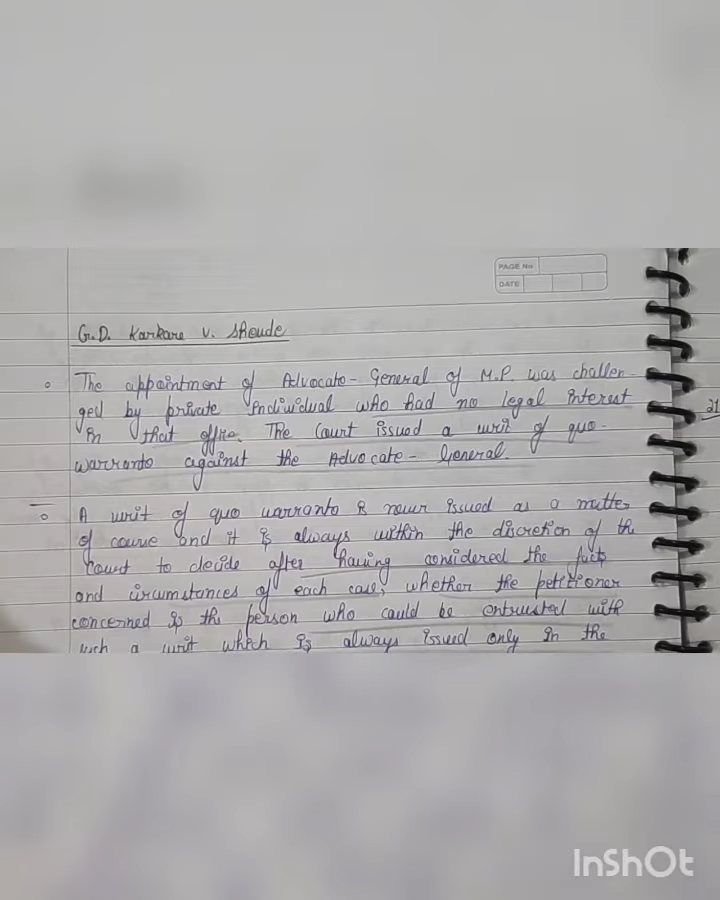 PAGE No:
DATE
G.D. Karkare v. Sheude
The appointment of Advocate-General of M.P was challen-
ged by private individual who had no legal interest
in that office. The Court issued a writ of quo-
warranto against the Advocate-General.
21
A writ of quo warranto is never issued as a matter
of course and it is always within the discretion of the
Court to decide after having considered the facts
and circumstances of each case, whether the petitioner
concerned is the person who could be entrusted with
such a writ which is always issued only in the
InShOt